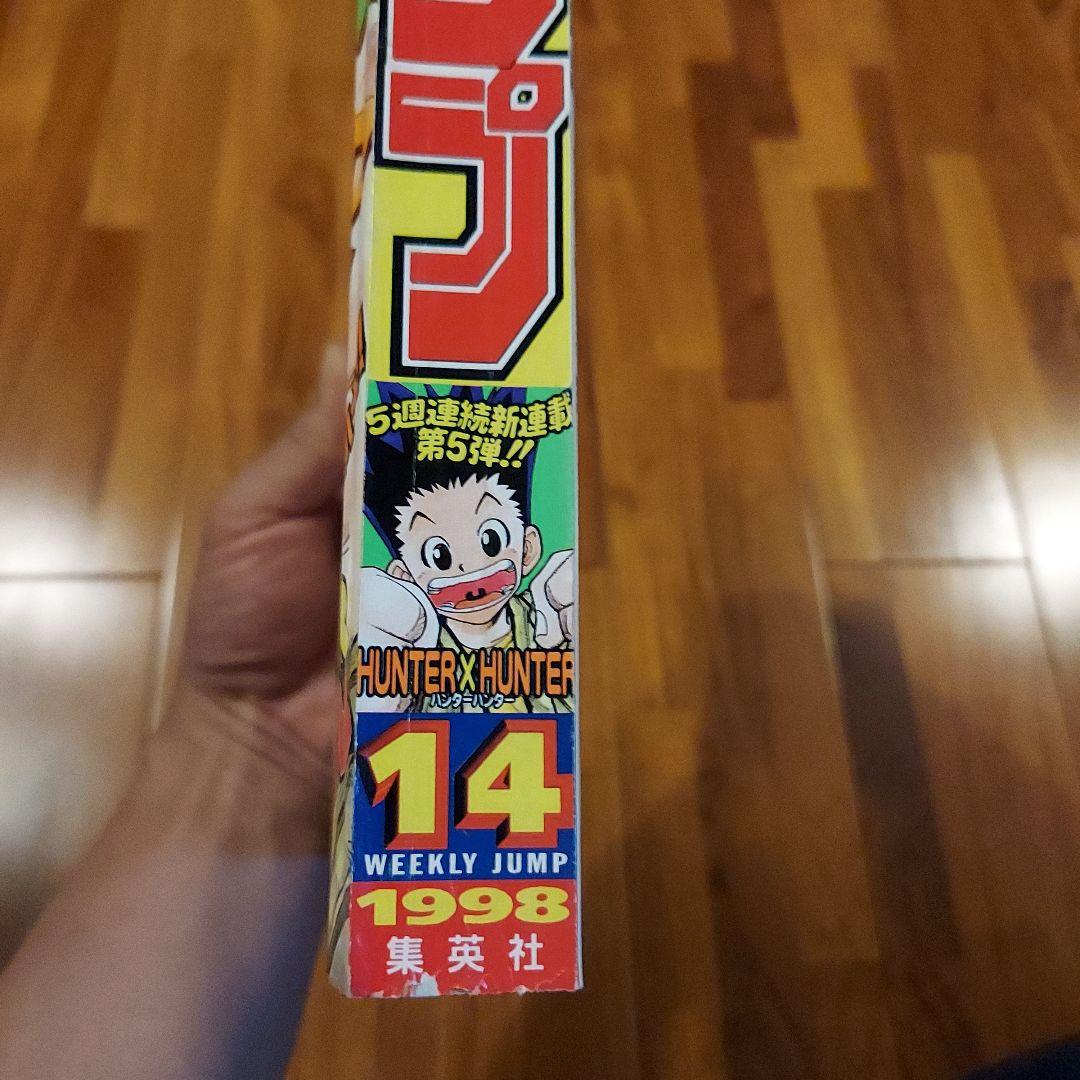 ンプ
5週連続新連載
第5弾!!
HUNTER×HUNTER
ハンターハンター
14
WEEKLY JUMP
1998
集英社